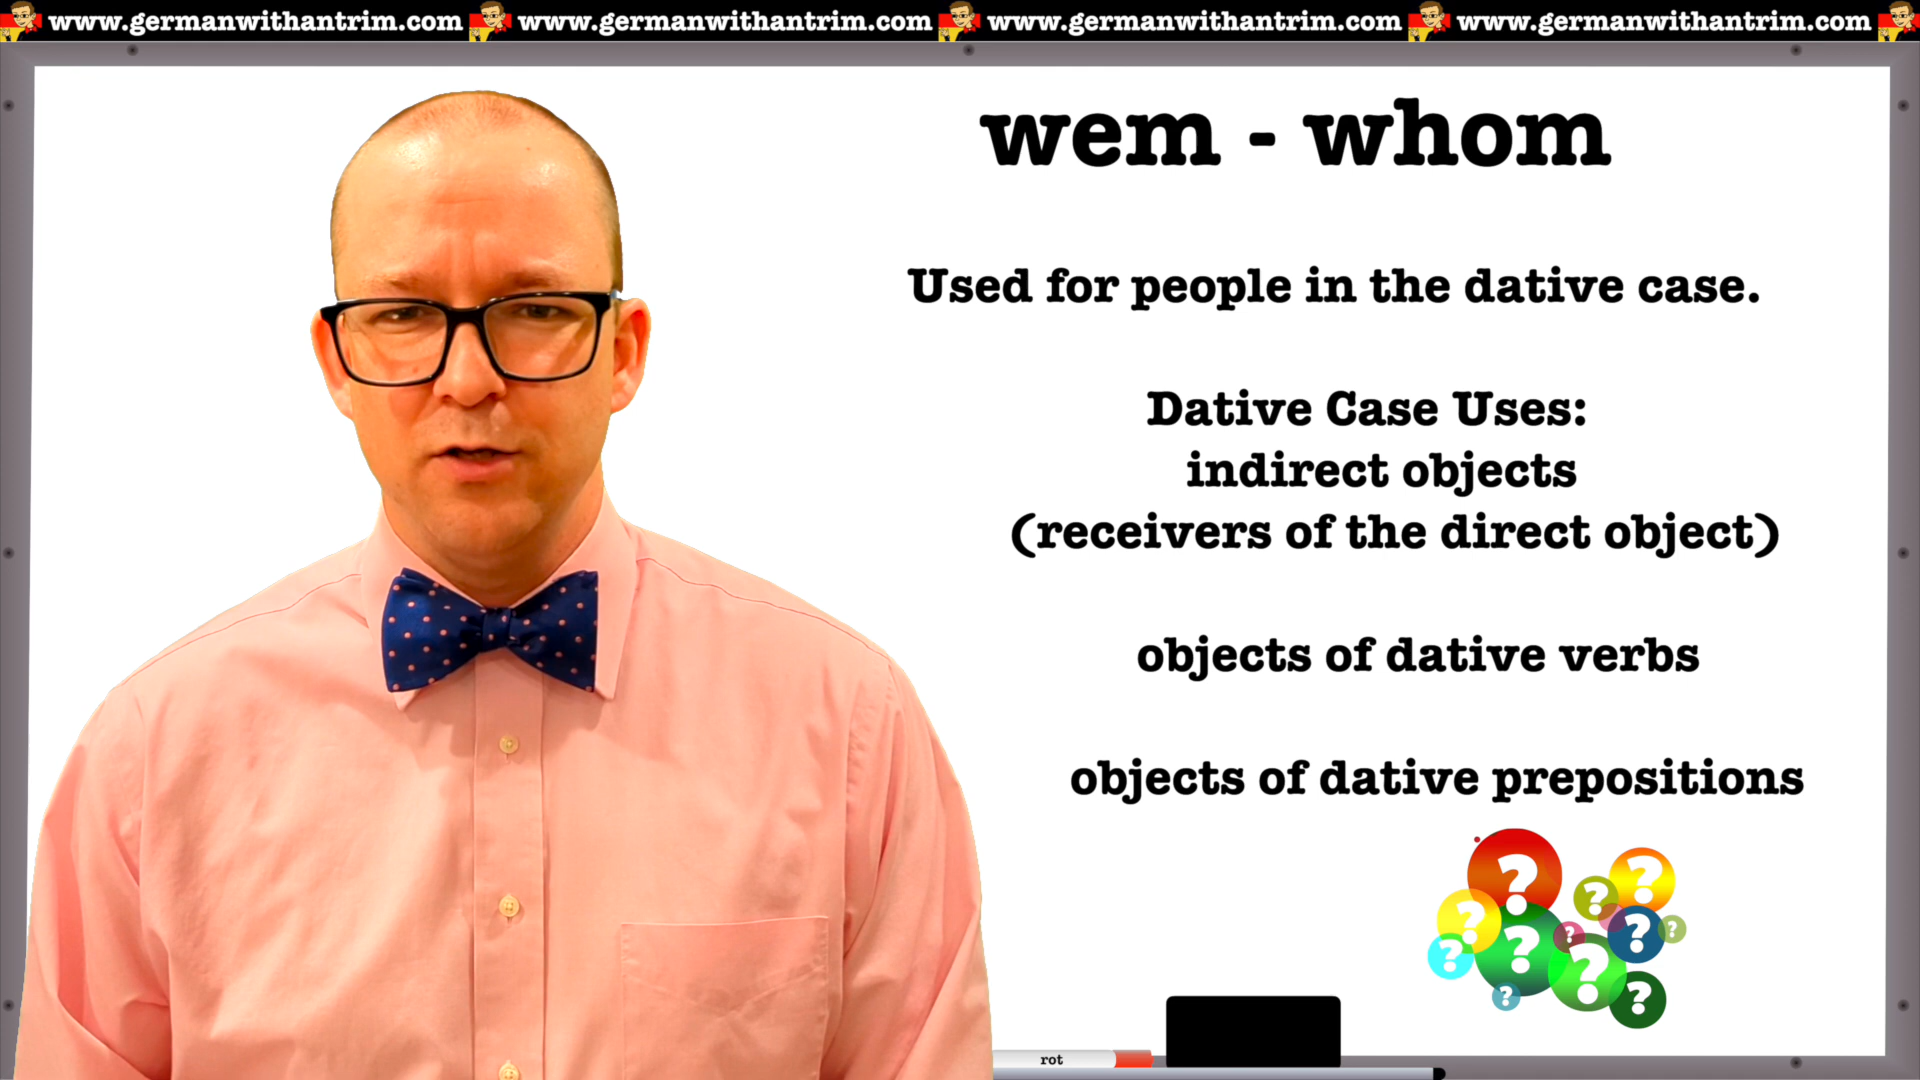 www.germanwithantrim.com www.germanwithantrim.com www.germanwithantrim.com www.germanwithantrim.com
wem - whom
Used for people in the dative case.
Dative Case Uses:
indirect objects
(receivers of the direct object)
objects of dative verbs
objects of dative prepositions
? ? ? ? ? ? ? ? ? ? ? ?
rot